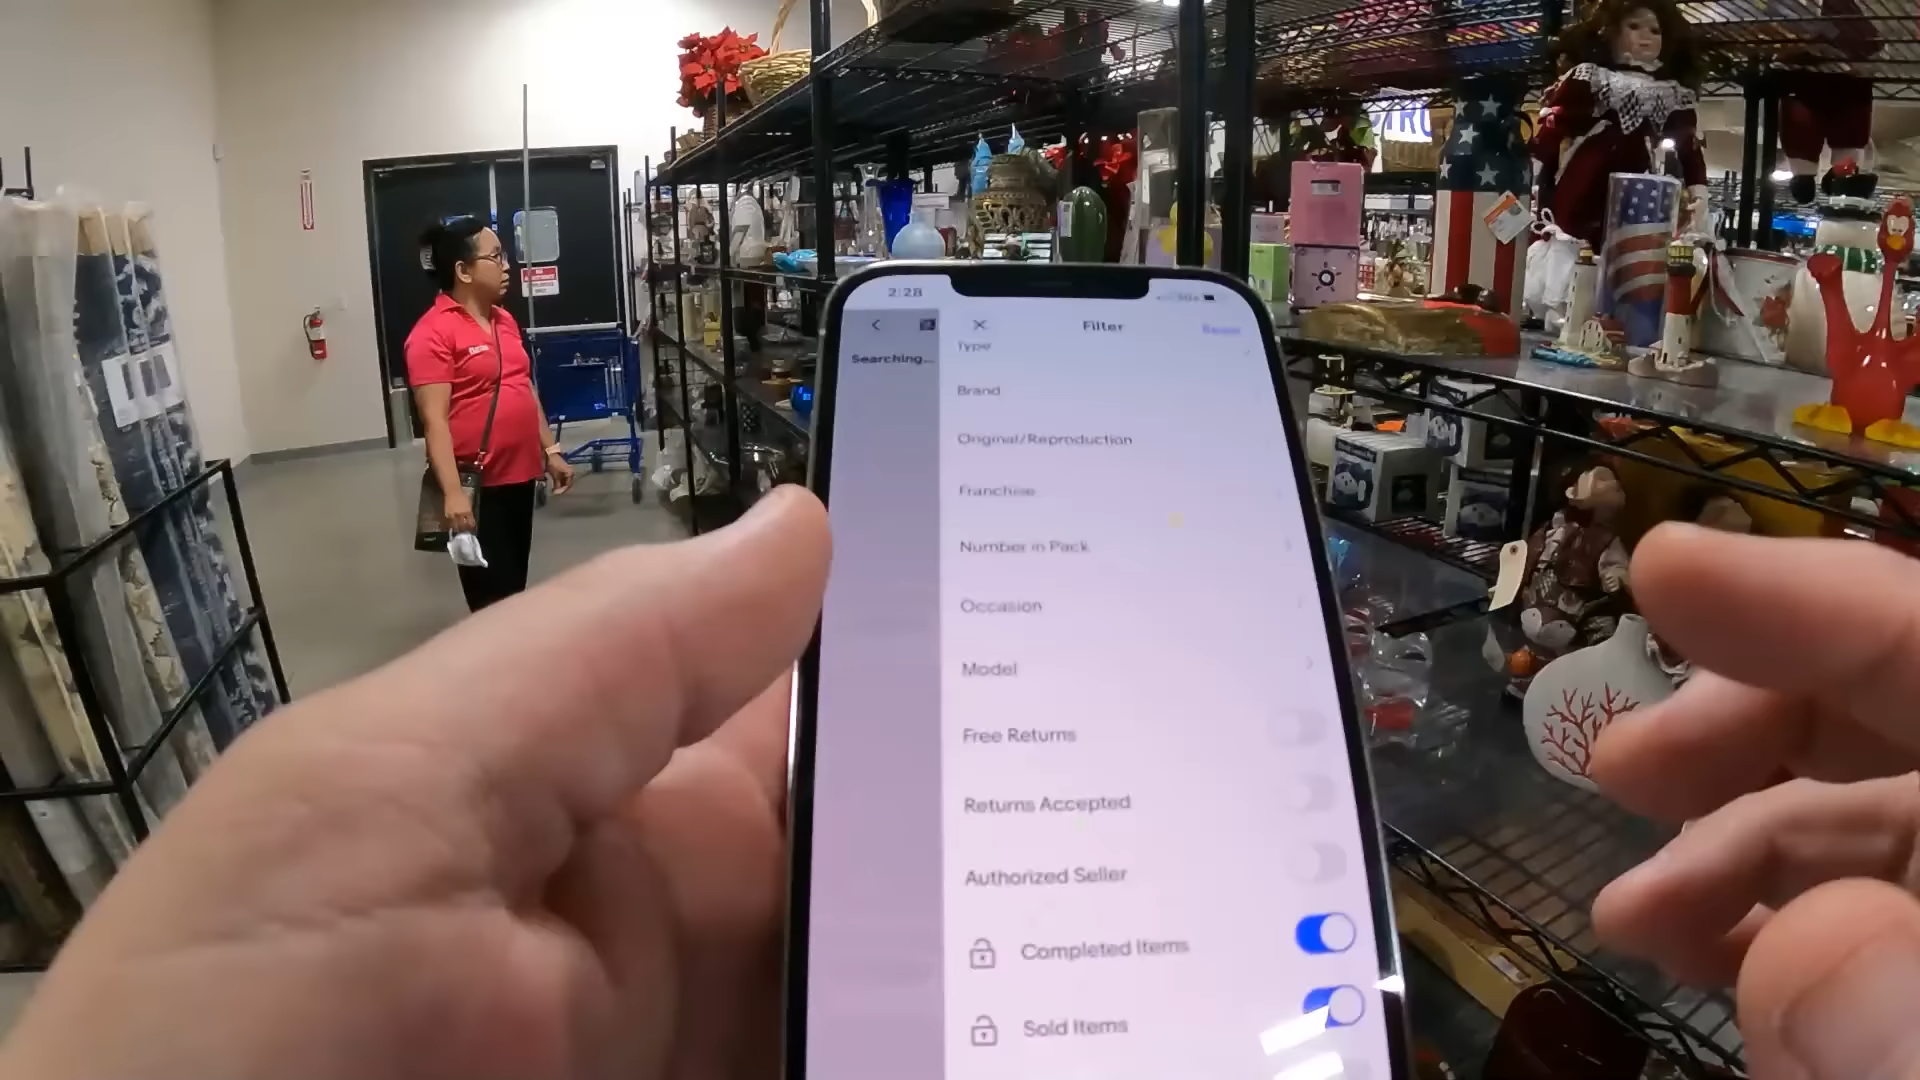 2:28
Filter
Reset
Searching...
Type
Brand
Original/Reproduction
Franchise
Number in Pack
Occasion
Model
Free Returns
Returns Accepted
Authorized Seller
Completed Items
Sold Items